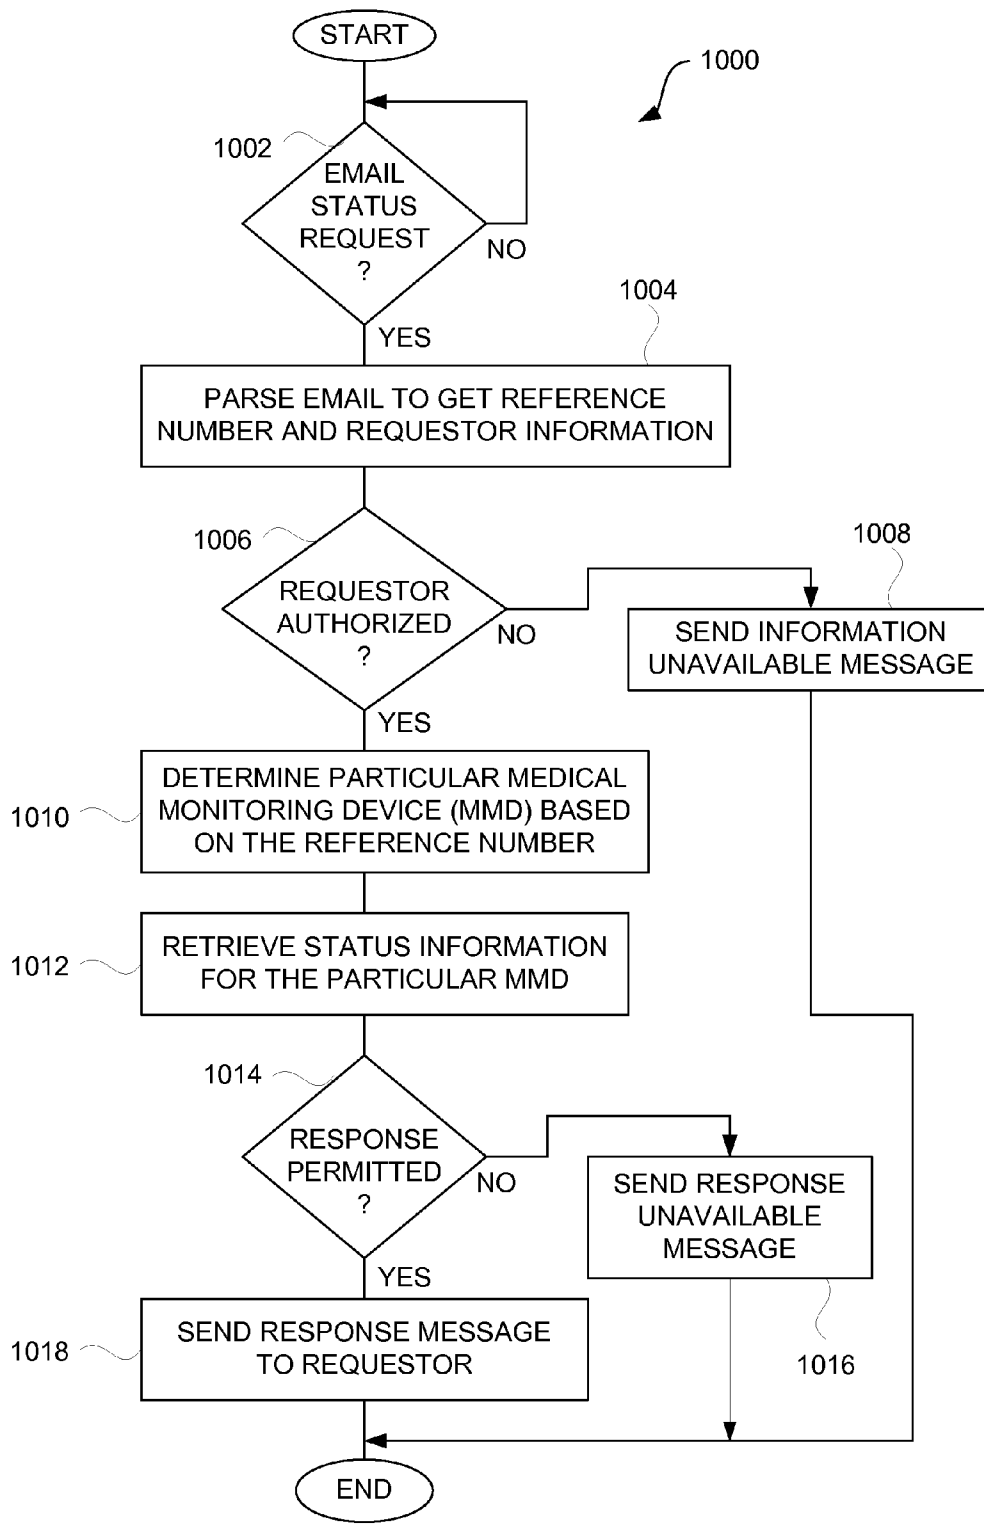 START
1000
1002
EMAIL
STATUS
REQUEST
?
NO
YES
1004
PARSE EMAIL TO GET REFERENCE
NUMBER AND REQUESTOR INFORMATION
1006
REQUESTOR
AUTHORIZED
?
NO
YES
1008
SEND INFORMATION
UNAVAILABLE MESSAGE
1010
DETERMINE PARTICULAR MEDICAL
MONITORING DEVICE (MMD) BASED
ON THE REFERENCE NUMBER
1012
RETRIEVE STATUS INFORMATION
FOR THE PARTICULAR MMD
1014
RESPONSE
PERMITTED
?
NO
YES
SEND RESPONSE
UNAVAILABLE
MESSAGE
1016
1018
SEND RESPONSE MESSAGE
TO REQUESTOR
END